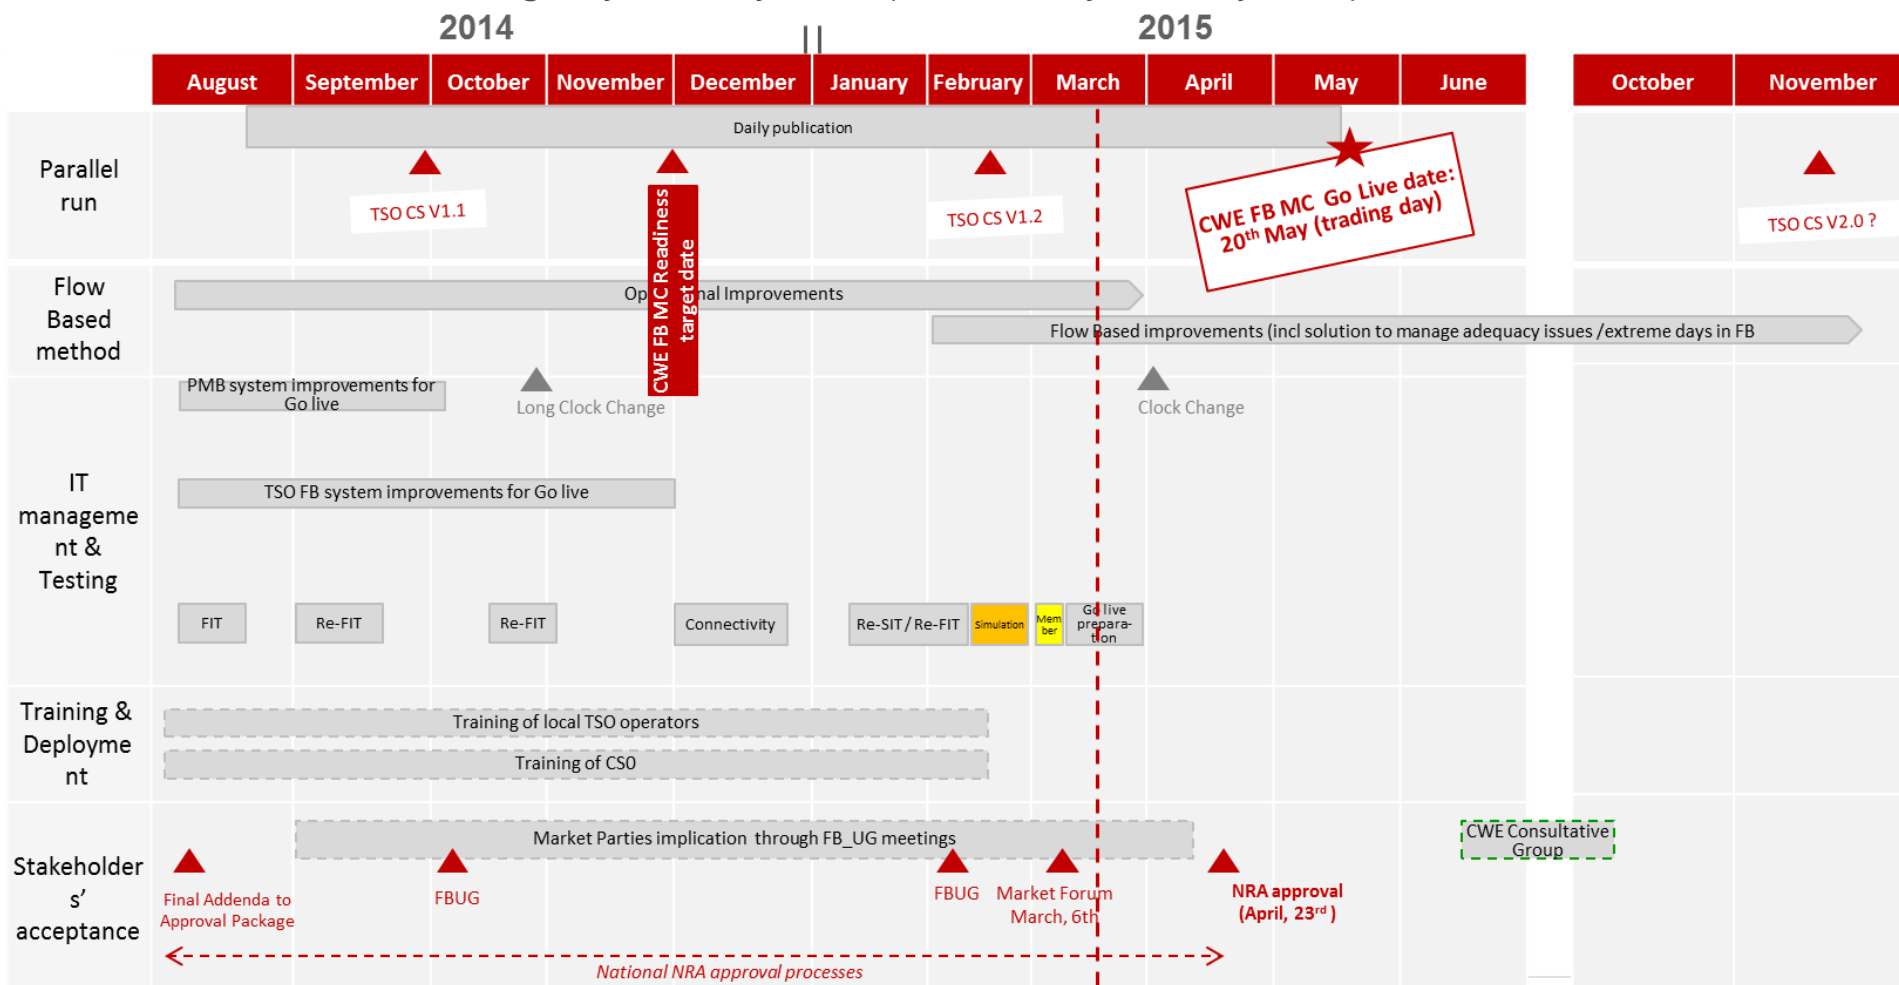 2014
2015
August
September
October
November
December
January
February
March
April
May
June
October
November
Parallel
run
Daily publication
TSO CS V1.1
CWE FB MC Readiness
target date
TSO CS V1.2
CWE FB MC Go Live date:
20th May (trading day)
TSO CS V2.0 ?
Flow
Based
method
Op nal Improvements
Flow Based improvements (incl solution to manage adequacy issues /extreme days in FB
IT
manageme
nt &
Testing
PMB system improvements for
Go live
Long Clock Change
Clock Change
TSO FB system improvements for Go live
FIT
Re-FIT
Re-FIT
Connectivity
Re-SIT / Re-FIT
Simulation
Mem
ber
Go live
prepara-
tion
Training &
Deployme
nt
Training of local TSO operators
Training of CS0
Stakeholder
s’
acceptance
Market Parties implication through FB_UG meetings
CWE Consultative
Group
Final Addenda to
Approval Package
FBUG
FBUG
Market Forum
March, 6th
NRA approval
(April, 23rd )
National NRA approval processes